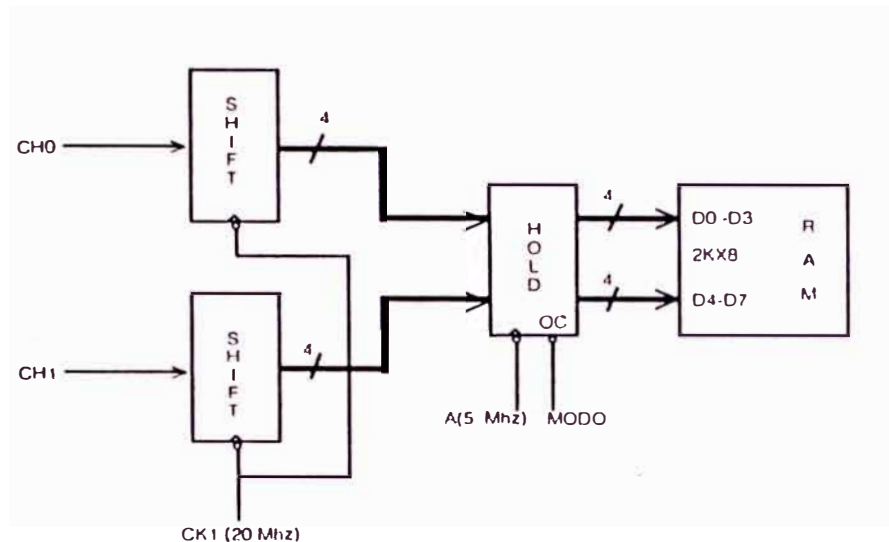 CH0
SHIFT
4
CH1
SHIFT
4
CK1 (20 Mhz)
HOLD
OC
A(5 Mhz)
MODO
4
4
D0 -D3
2KX8
D4-D7
RAM